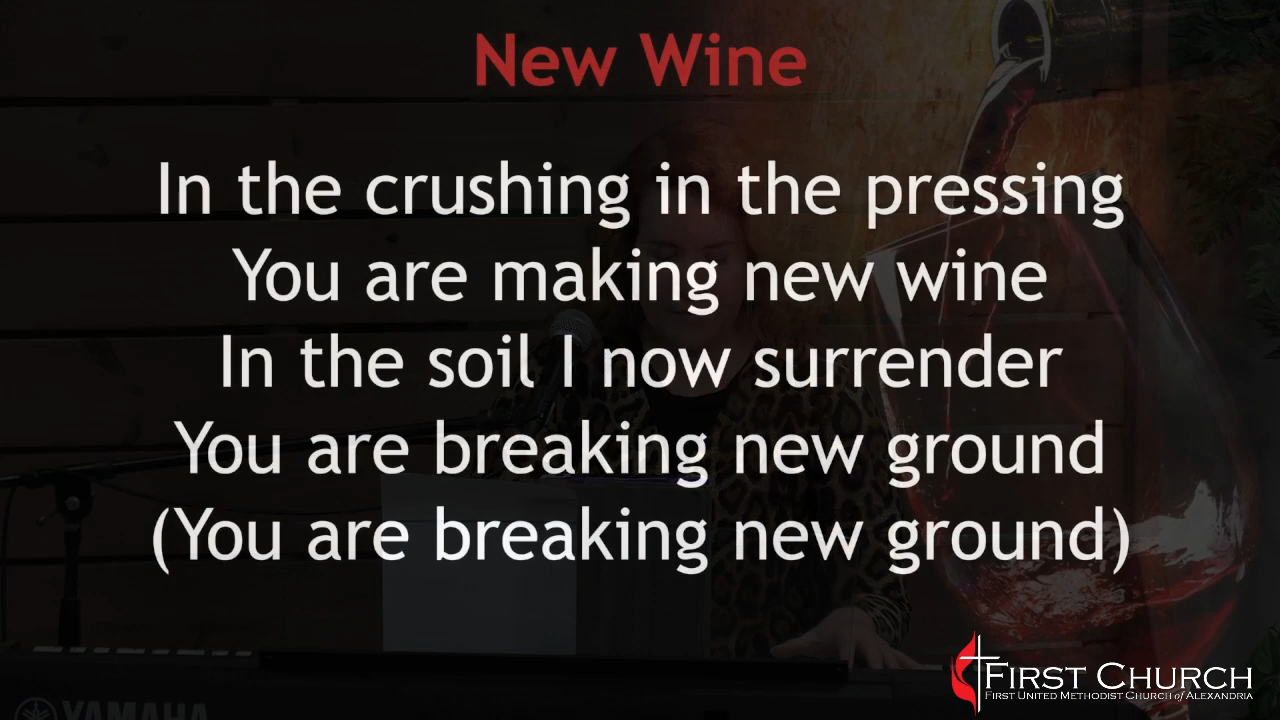 New Wine
In the crushing in the pressing
You are making new wine
In the soil I now surrender
You are breaking new ground
(You are breaking new ground)
FIRST CHURCH
FIRST UNITED METHODIST CHURCH of ALEXANDRIA
YAMAHA